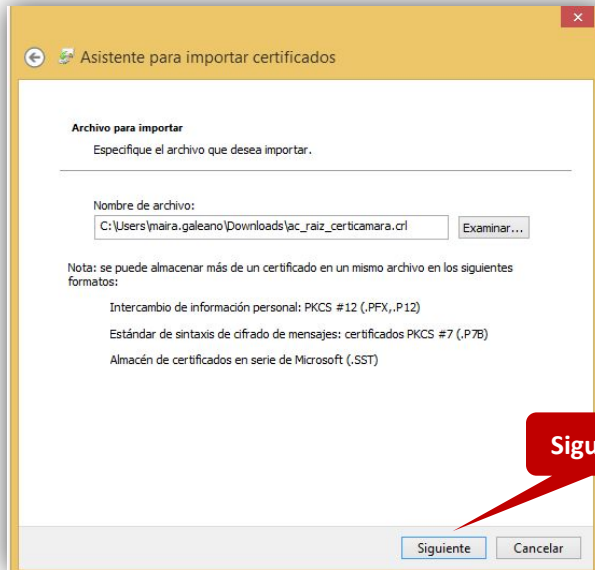 Asistente para importar certificados
Archivo para importar
Especifique el archivo que desea importar.
Nombre de archivo:
C:\Users\maira.galeano\Downloads\ac_raiz_certicamara.crl
Examinar...
Nota: se puede almacenar más de un certificado en un mismo archivo en los siguientes
formatos:
Intercambio de información personal: PKCS #12 (.PFX,.P12)
Estándar de sintaxis de cifrado de mensajes: certificados PKCS #7 (.P7B)
Almacén de certificados en serie de Microsoft (.SST)
Sigu
Siguiente
Cancelar